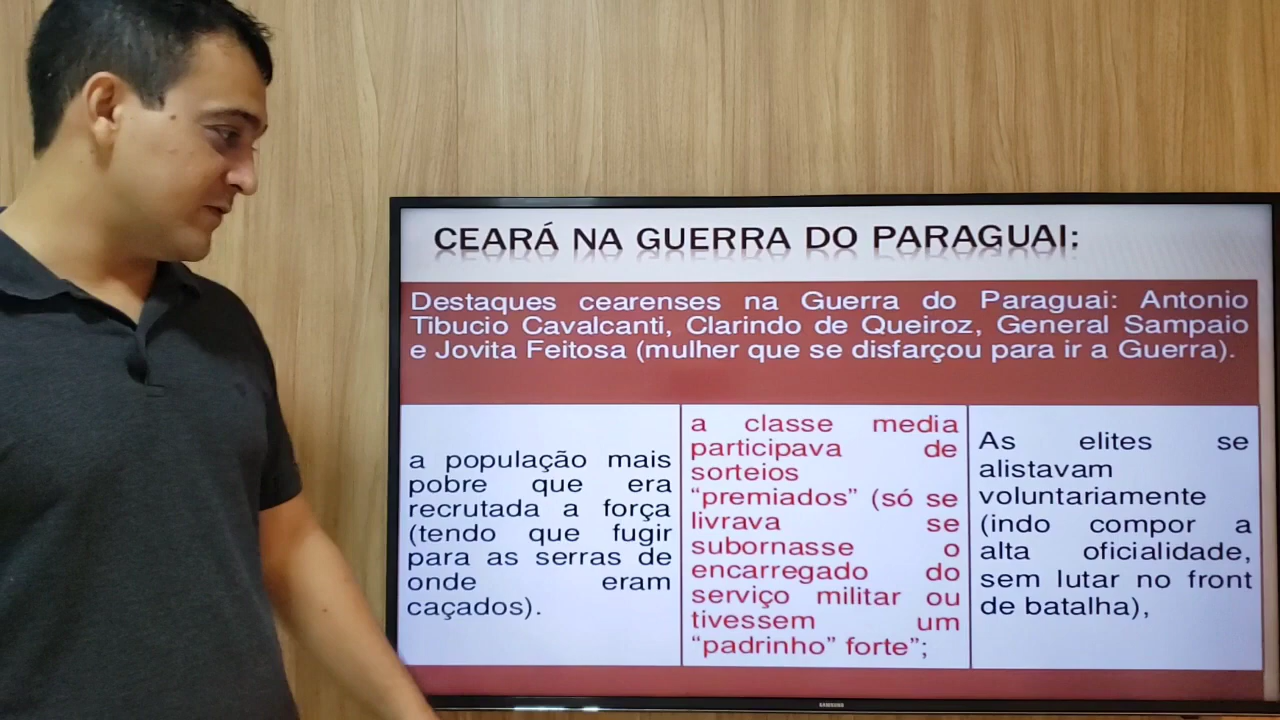 CEARÁ NA GUERRA DO PARAGUAI:
Destaques cearenses na Guerra do Paraguai: Antonio
Tibucio Cavalcanti, Clarindo de Queiroz, General Sampaio
e Jovita Feitosa (mulher que se disfarçou para ir a Guerra).
a população mais
pobre que era
recrutada a força
(tendo que fugir
para as serras de
onde eram
caçados).
a classe media
participava de
sorteios
“premiados” (só se
livrava se
subornasse o
encarregado do
serviço militar ou
tivessem um
“padrinho” forte”;
As elites se
alistavam
voluntariamente
(indo compor a
alta oficialidade,
sem lutar no front
de batalha),
SAMSUNG